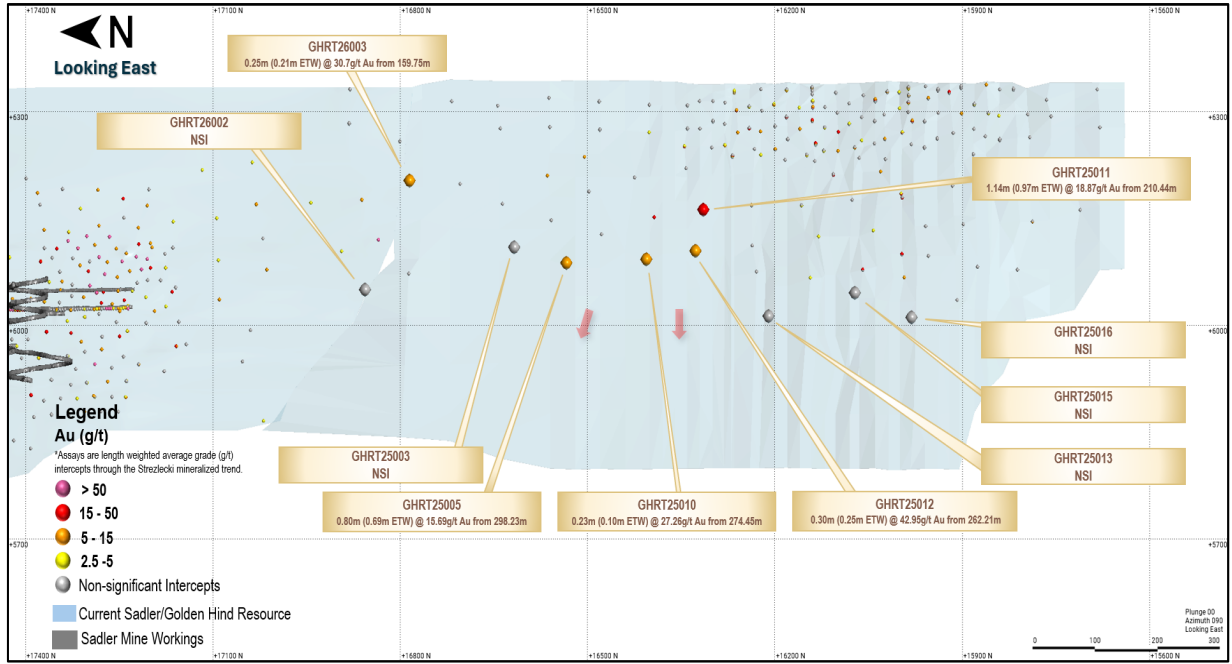 +17400 N
+17100 N
+16800 N
+16500 N
+16200 N
+15900 N
+15600 N
N
Looking East
GHRT26003
0.25m (0.21m ETW) @ 30.7g/t Au from 159.75m
+6300
+6300
GHRT26002
NSI
GHRT25011
1.14m (0.97m ETW) @ 18.87g/t Au from 210.44m
+6000
+6000
GHRT25016
NSI
GHRT25015
NSI
GHRT25013
NSI
GHRT25003
NSI
GHRT25005
0.80m (0.69m ETW) @ 15.69g/t Au from 298.23m
GHRT25010
0.23m (0.10m ETW) @ 27.26g/t Au from 274.45m
GHRT25012
0.30m (0.25m ETW) @ 42.95g/t Au from 262.21m
Legend
Au (g/t)
*Assays are length weighted average grade (g/t)
intercepts through the Strezlecki mineralized trend.
> 50
15 - 50
5 - 15
2.5 -5
Non-significant Intercepts
Current Sadler/Golden Hind Resource
Sadler Mine Workings
+5700
+5700
Plunge 00
Azimuth 090
Looking East
0 100 200 300
+17400 N
+17100 N
+16800 N
+16500 N
+16200 N
+15900 N
+15600 N